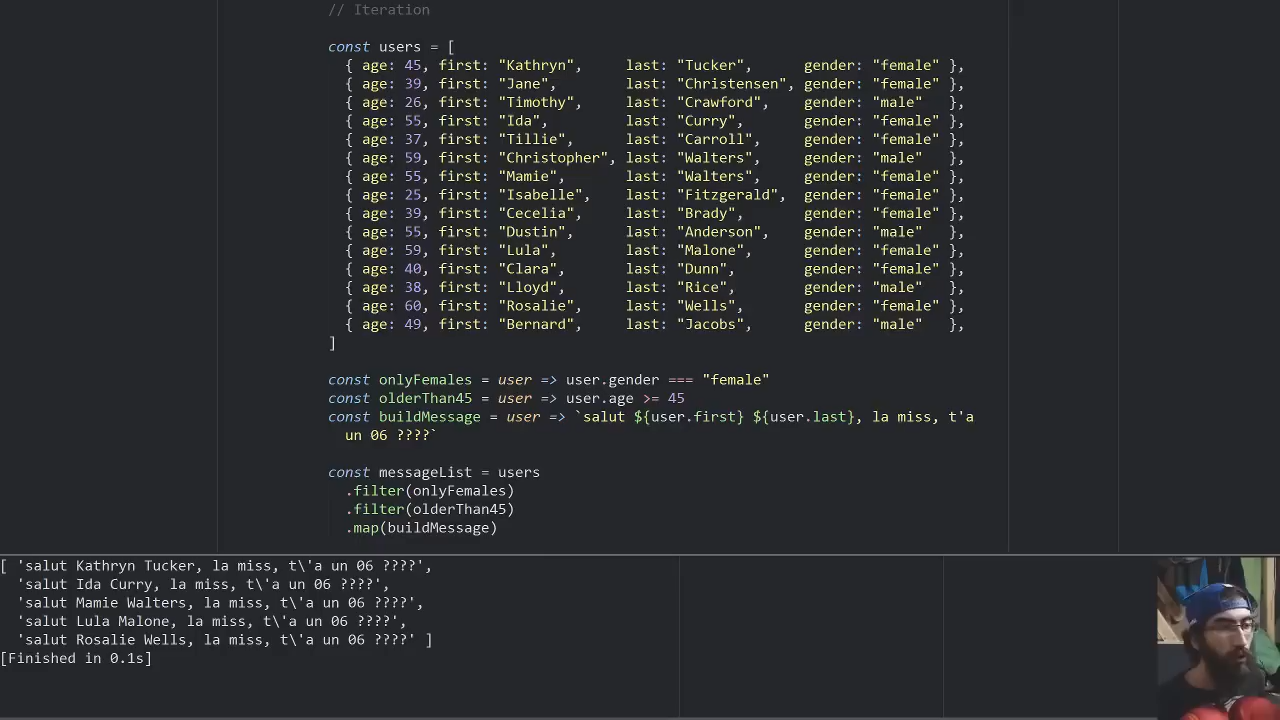 // Iteration
const users = [
{ age: 45, first: "Kathryn", last: "Tucker", gender: "female" },
{ age: 39, first: "Jane", last: "Christensen", gender: "female" },
{ age: 26, first: "Timothy", last: "Crawford", gender: "male" },
{ age: 55, first: "Ida", last: "Curry", gender: "female" },
{ age: 37, first: "Tillie", last: "Carroll", gender: "female" },
{ age: 59, first: "Christopher", last: "Walters", gender: "male" },
{ age: 55, first: "Mamie", last: "Walters", gender: "female" },
{ age: 25, first: "Isabelle", last: "Fitzgerald", gender: "female" },
{ age: 39, first: "Cecelia", last: "Brady", gender: "female" },
{ age: 55, first: "Dustin", last: "Anderson", gender: "male" },
{ age: 59, first: "Lula", last: "Malone", gender: "female" },
{ age: 40, first: "Clara", last: "Dunn", gender: "female" },
{ age: 38, first: "Lloyd", last: "Rice", gender: "male" },
{ age: 60, first: "Rosalie", last: "Wells", gender: "female" },
{ age: 49, first: "Bernard", last: "Jacobs", gender: "male" },
]
const onlyFemales = user => user.gender === "female"
const olderThan45 = user => user.age >= 45
const buildMessage = user => `salut ${user.first} ${user.last}, la miss, t'a
un 06 ????`
const messageList = users
.filter(onlyFemales)
.filter(olderThan45)
.map(buildMessage)
[ 'salut Kathryn Tucker, la miss, t\'a un 06 ????',
'salut Ida Curry, la miss, t\'a un 06 ????',
'salut Mamie Walters, la miss, t\'a un 06 ????',
'salut Lula Malone, la miss, t\'a un 06 ????',
'salut Rosalie Wells, la miss, t\'a un 06 ????' ]
[Finished in 0.1s]